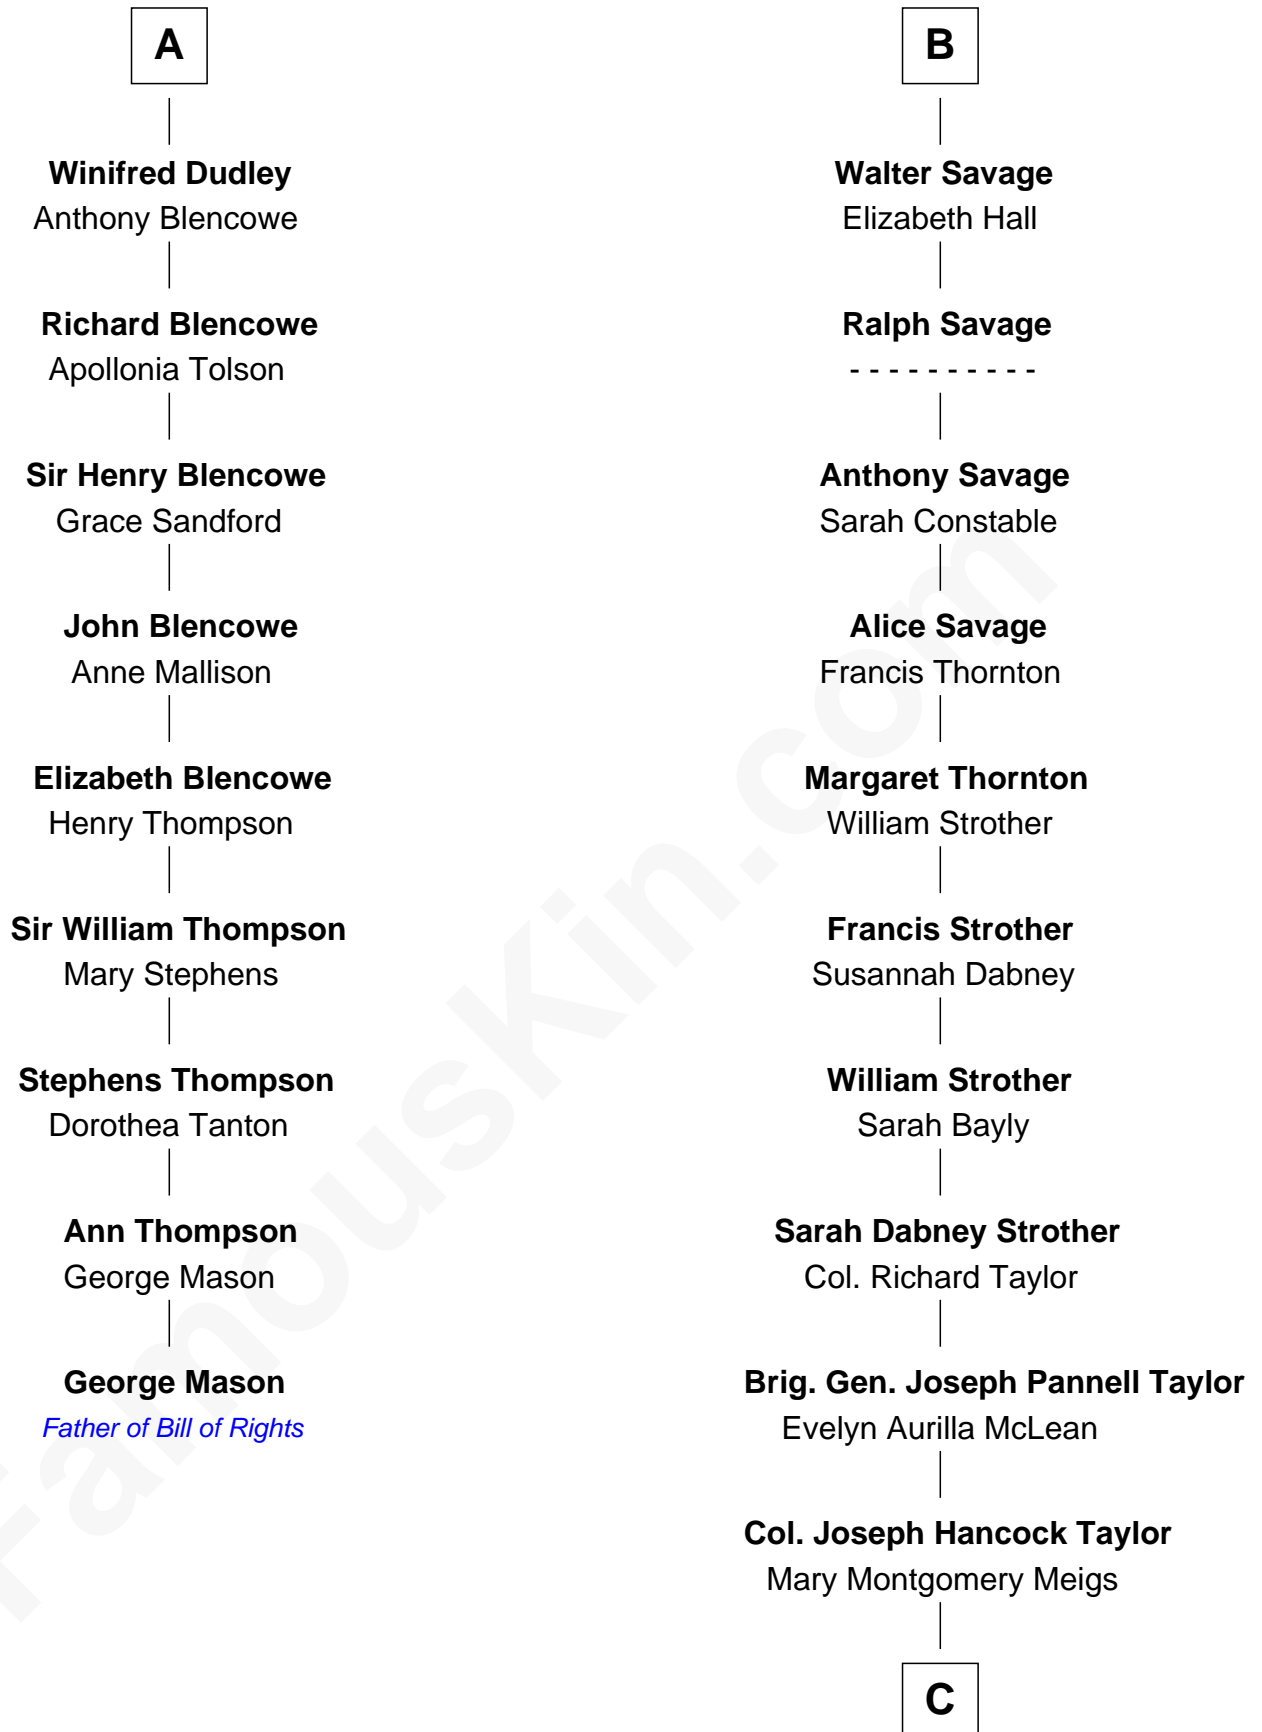 A
Winifred Dudley
Anthony Blencowe
Richard Blencowe
Apollonia Tolson
Sir Henry Blencowe
Grace Sandford
John Blencowe
Anne Mallison
Elizabeth Blencowe
Henry Thompson
Sir William Thompson
Mary Stephens
Stephens Thompson
Dorothea Tanton
Ann Thompson
George Mason
George Mason
Father of Bill of Rights
B
Walter Savage
Elizabeth Hall
Ralph Savage
- - - - - - - - - -
Anthony Savage
Sarah Constable
Alice Savage
Francis Thornton
Margaret Thornton
William Strother
Francis Strother
Susannah Dabney
William Strother
Sarah Bayly
Sarah Dabney Strother
Col. Richard Taylor
Brig. Gen. Joseph Pannell Taylor
Evelyn Aurilla McLean
Col. Joseph Hancock Taylor
Mary Montgomery Meigs
C
FamousKin.com